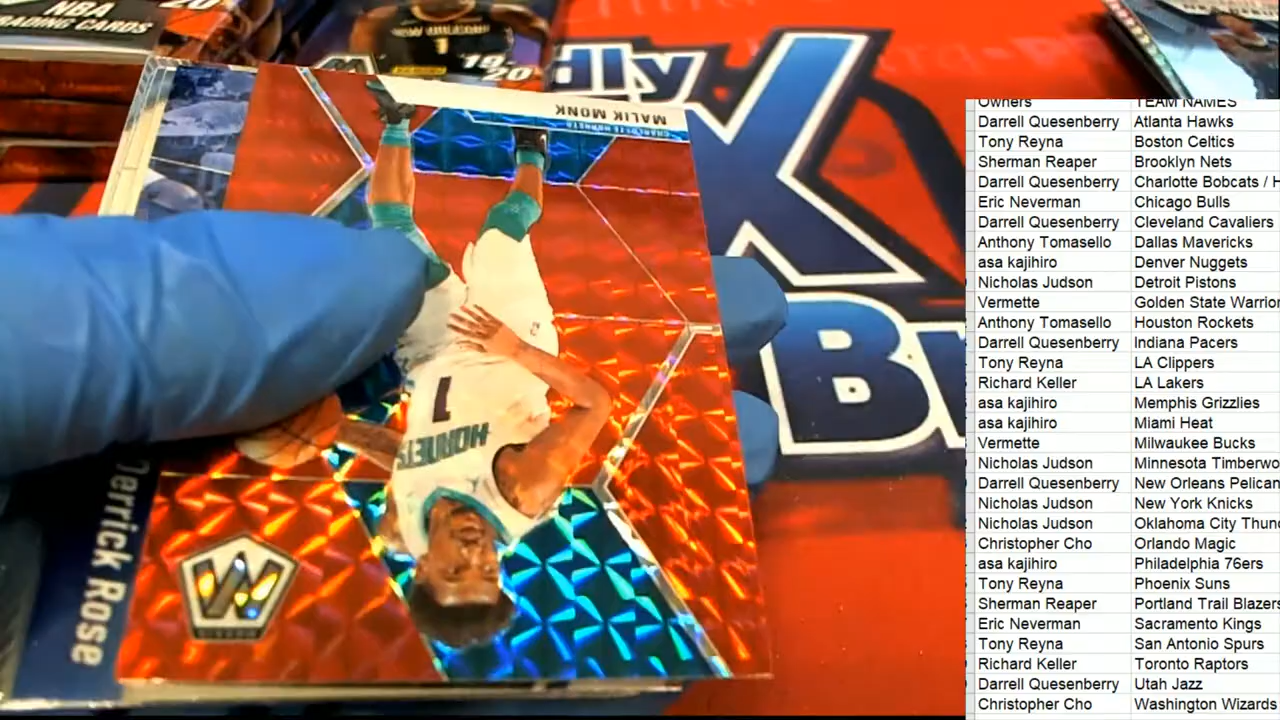 NBA
TRADING CARDS
NEW ORLEANS
1
19-20
MALIK MONK
CHARLOTTE HORNETS
1
HORNETS
Derrick Rose
Owners TEAM NAMES
Darrell Quesenberry Atlanta Hawks
Tony Reyna Boston Celtics
Sherman Reaper Brooklyn Nets
Darrell Quesenberry Charlotte Bobcats / H
Eric Neverman Chicago Bulls
Darrell Quesenberry Cleveland Cavaliers
Anthony Tomasello Dallas Mavericks
asa kajihiro Denver Nuggets
Nicholas Judson Detroit Pistons
Vermette Golden State Warrior
Anthony Tomasello Houston Rockets
Darrell Quesenberry Indiana Pacers
Tony Reyna LA Clippers
Richard Keller LA Lakers
asa kajihiro Memphis Grizzlies
asa kajihiro Miami Heat
Vermette Milwaukee Bucks
Nicholas Judson Minnesota Timberwo
Darrell Quesenberry New Orleans Pelican
Nicholas Judson New York Knicks
Nicholas Judson Oklahoma City Thun
Christopher Cho Orlando Magic
asa kajihiro Philadelphia 76ers
Tony Reyna Phoenix Suns
Sherman Reaper Portland Trail Blazers
Eric Neverman Sacramento Kings
Tony Reyna San Antonio Spurs
Richard Keller Toronto Raptors
Darrell Quesenberry Utah Jazz
Christopher Cho Washington Wizards